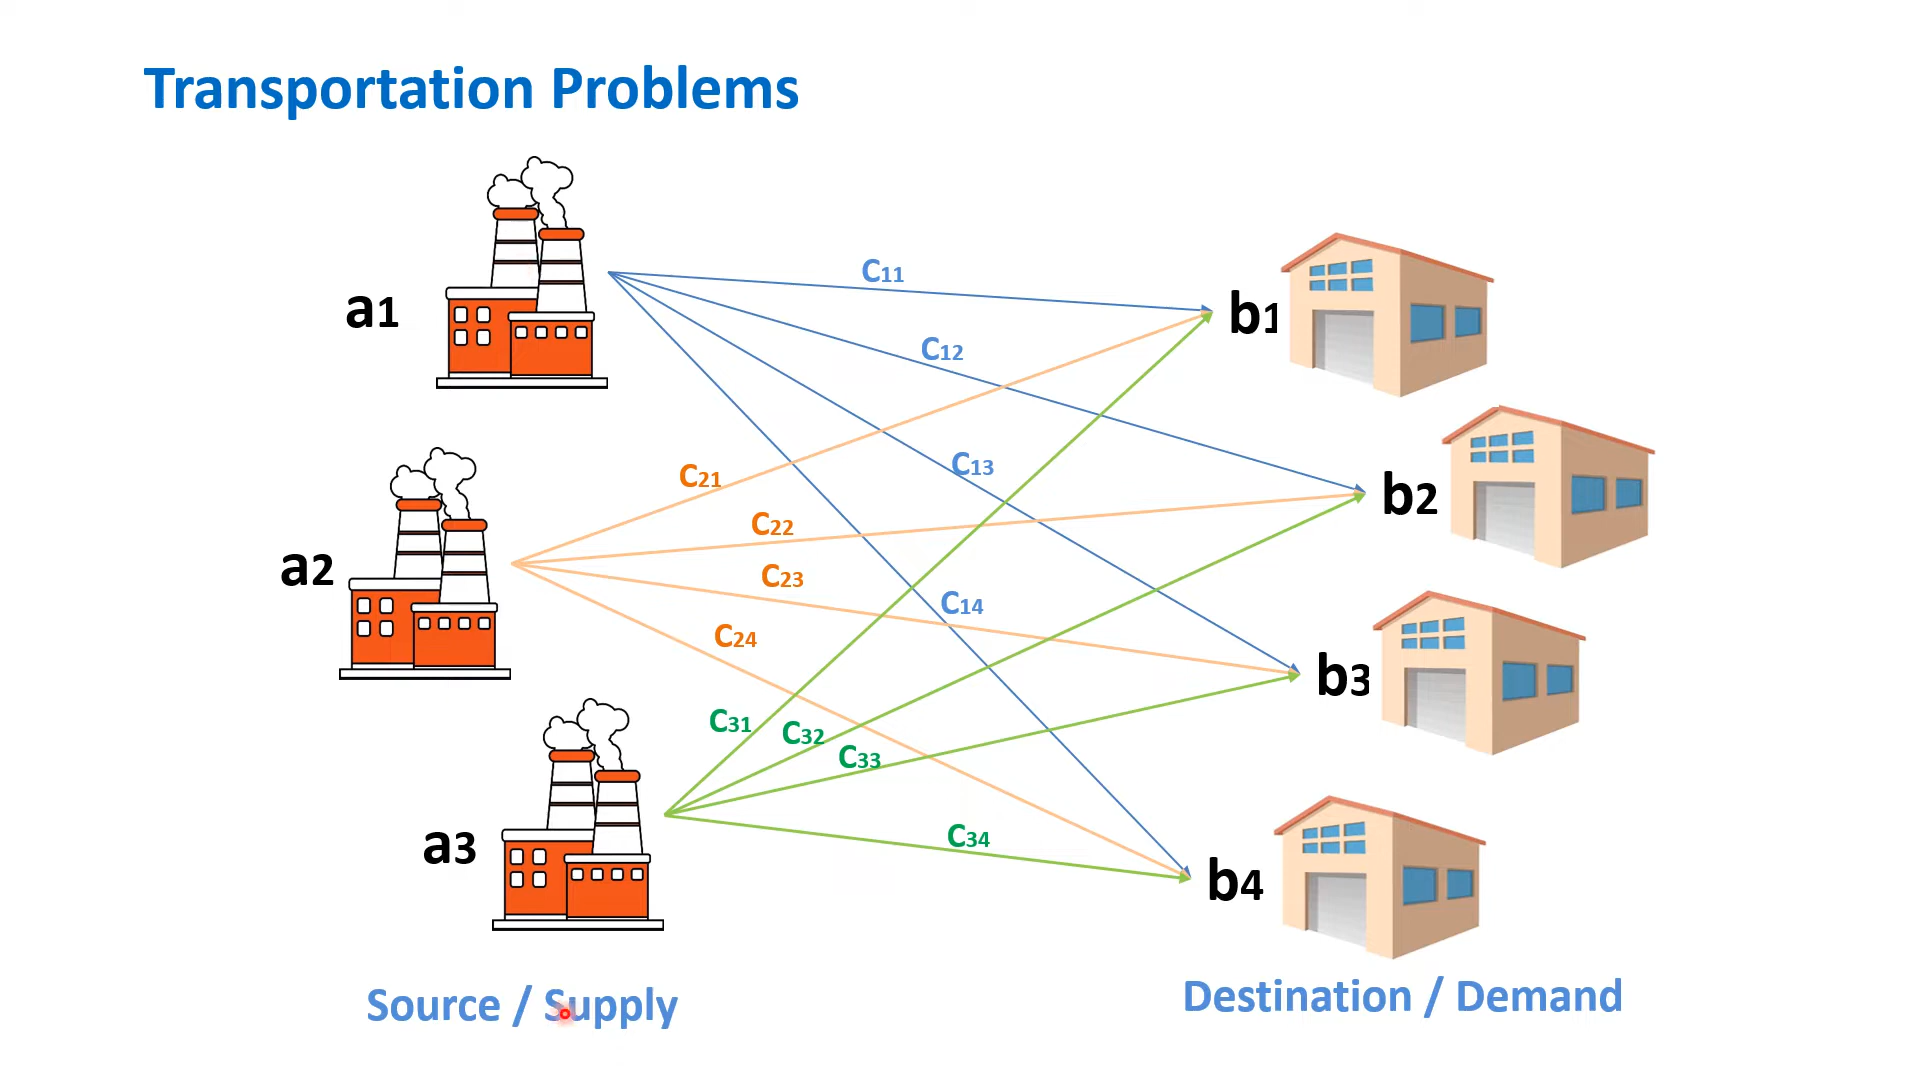 Transportation Problems
a1
a2
a3
C11
C12
C13
C14
C21
C22
C23
C24
C31
C32
C33
C34
b1
b2
b3
b4
Source / Supply
Destination / Demand